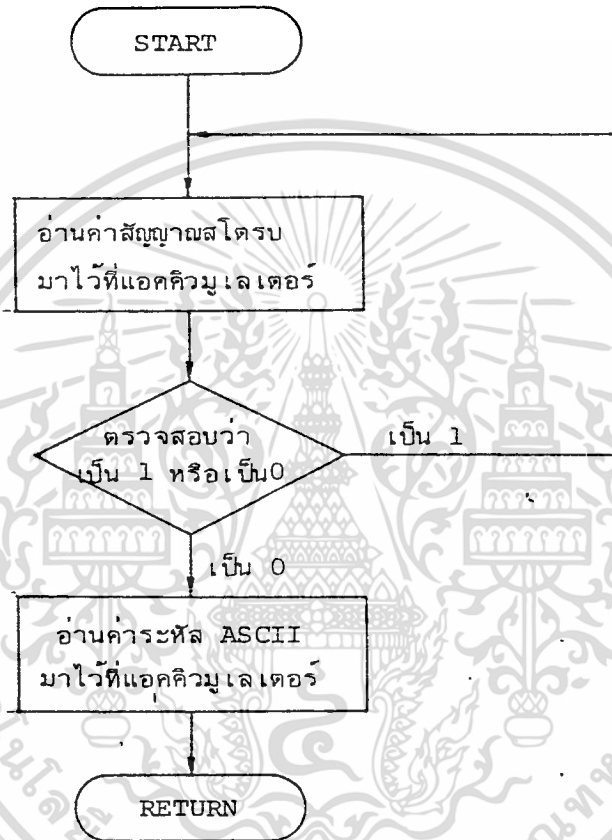 START
อ่านค่าสัญญาณสโตรบ
มาไว้ที่แอคคิวมูเลเตอร์
ตรวจสอบว่า
เป็น 1 หรือเป็น0
เป็น 1
เป็น 0
อ่านค่าระหัล ASCII
มาไว้ที่แอคคิวมูเลเตอร์
RETURN